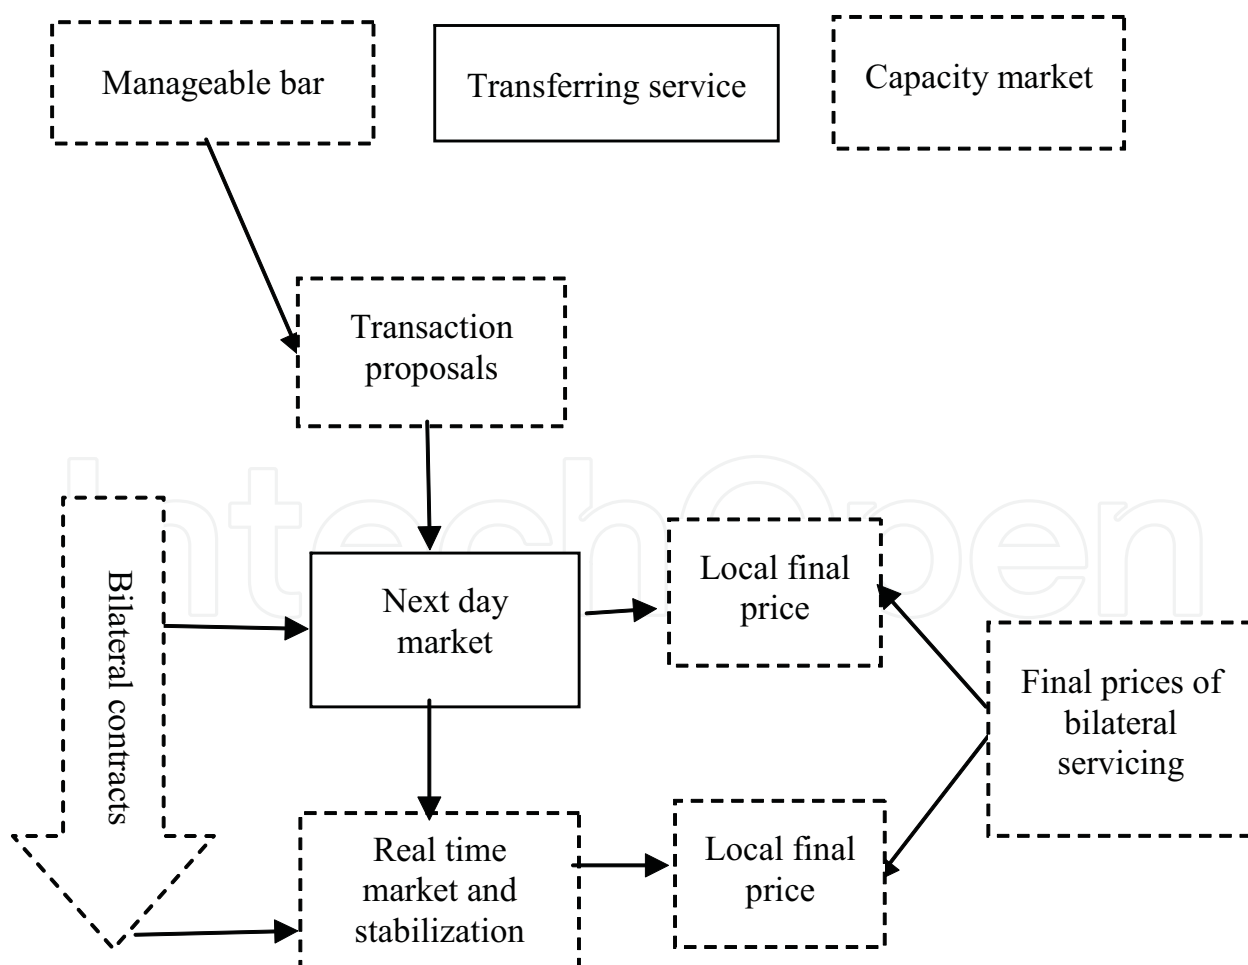 Manageable bar
Transferring service
Capacity market
Transaction
proposals
IntechOpen
Bilateral contracts
Next day
market
Local final
price
Final prices of
bilateral
servicing
Real time
market and
stabilization
Local final
price